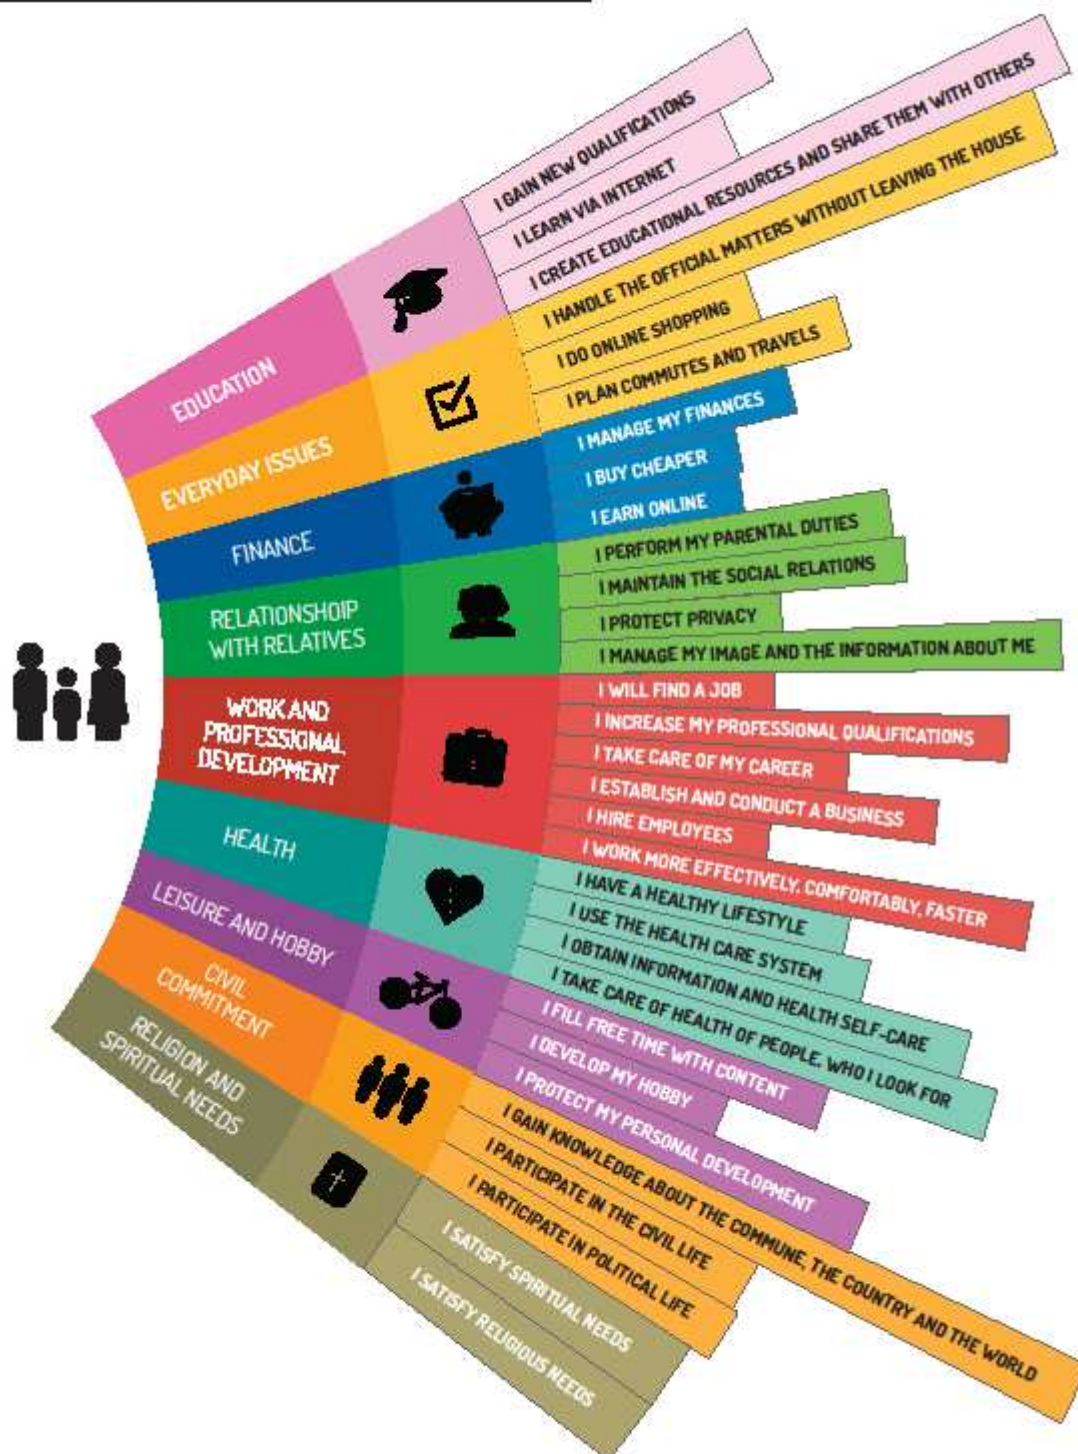 EDUCATION
I GAIN NEW QUALIFICATIONS
I LEARN VIA INTERNET
I CREATE EDUCATIONAL RESOURCES AND SHARE THEM WITH OTHERS
EVERYDAY ISSUES
I HANDLE THE OFFICIAL MATTERS WITHOUT LEAVING THE HOUSE
I DO ONLINE SHOPPING
I PLAN COMMUTES AND TRAVELS
FINANCE
I MANAGE MY FINANCES
I BUY CHEAPER
I EARN ONLINE
RELATIONSHOIP
WITH RELATIVES
I PERFORM MY PARENTAL DUTIES
I MAINTAIN THE SOCIAL RELATIONS
I PROTECT PRIVACY
I MANAGE MY IMAGE AND THE INFORMATION ABOUT ME
WORK AND
PROFESSIONAL
DEVELOPMENT
I WILL FIND A JOB
I INCREASE MY PROFESSIONAL QUALIFICATIONS
I TAKE CARE OF MY CAREER
I ESTABLISH AND CONDUCT A BUSINESS
I HIRE EMPLOYEES
I WORK MORE EFFECTIVELY, COMFORTABLY, FASTER
HEALTH
I HAVE A HEALTHY LIFESTYLE
I USE THE HEALTH CARE SYSTEM
I OBTAIN INFORMATION AND HEALTH SELF-CARE
I TAKE CARE OF HEALTH OF PEOPLE, WHO I LOOK FOR
LEISURE AND HOBBY
I FILL FREE TIME WITH CONTENT
I DEVELOP MY HOBBY
I PROTECT MY PERSONAL DEVELOPMENT
CIVIL
COMMITMENT
I GAIN KNOWLEDGE ABOUT THE COMMUNE, THE COUNTRY AND THE WORLD
I PARTICIPATE IN THE CIVIL LIFE
I PARTICIPATE IN POLITICAL LIFE
RELIGION AND
SPIRITUAL NEEDS
I SATISFY SPIRITUAL NEEDS
I SATISFY RELIGIOUS NEEDS